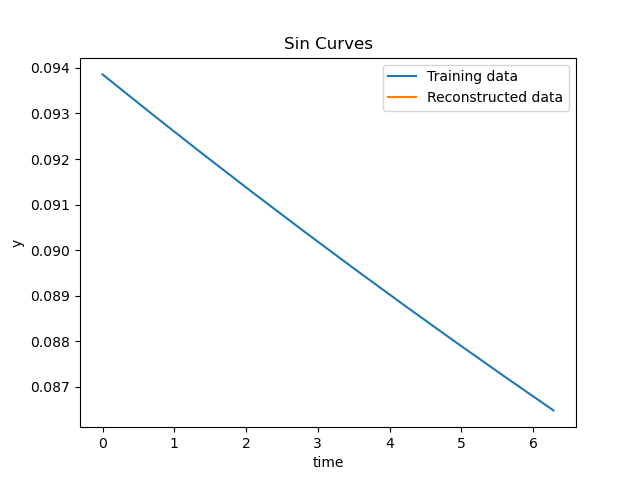 Sin Curves
Training data
Reconstructed data
0.094
0.093
0.092
0.091
0.090
0.089
0.088
0.087
y
0 1 2 3 4 5 6
time